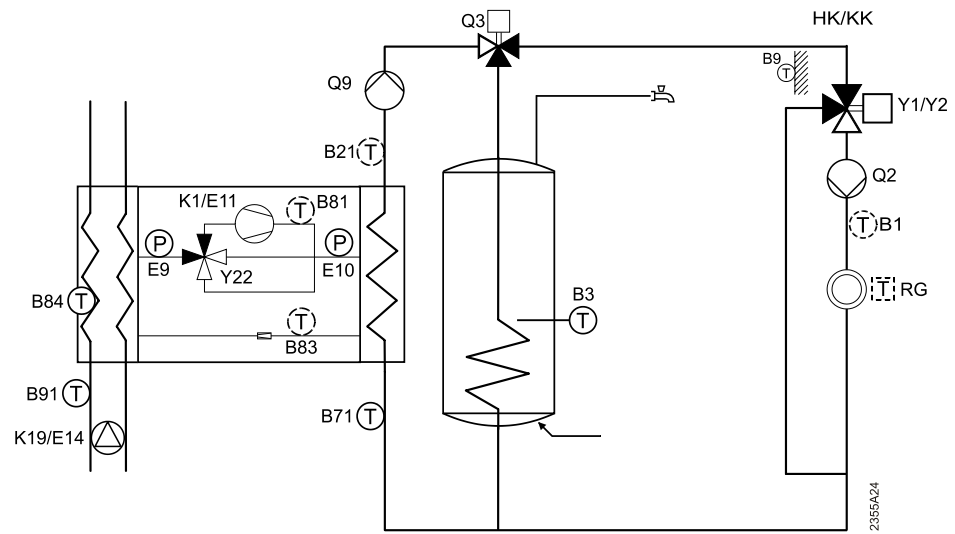 HK/KK
Q3
B9
T
Q9
Y1/Y2
B21 T
Q2
K1/E11
T B81
T B1
P
P
E9
Y22
E10
B84 T
T RG
B3
T
T
B83
B91 T
B71 T
K19/E14
2355A24